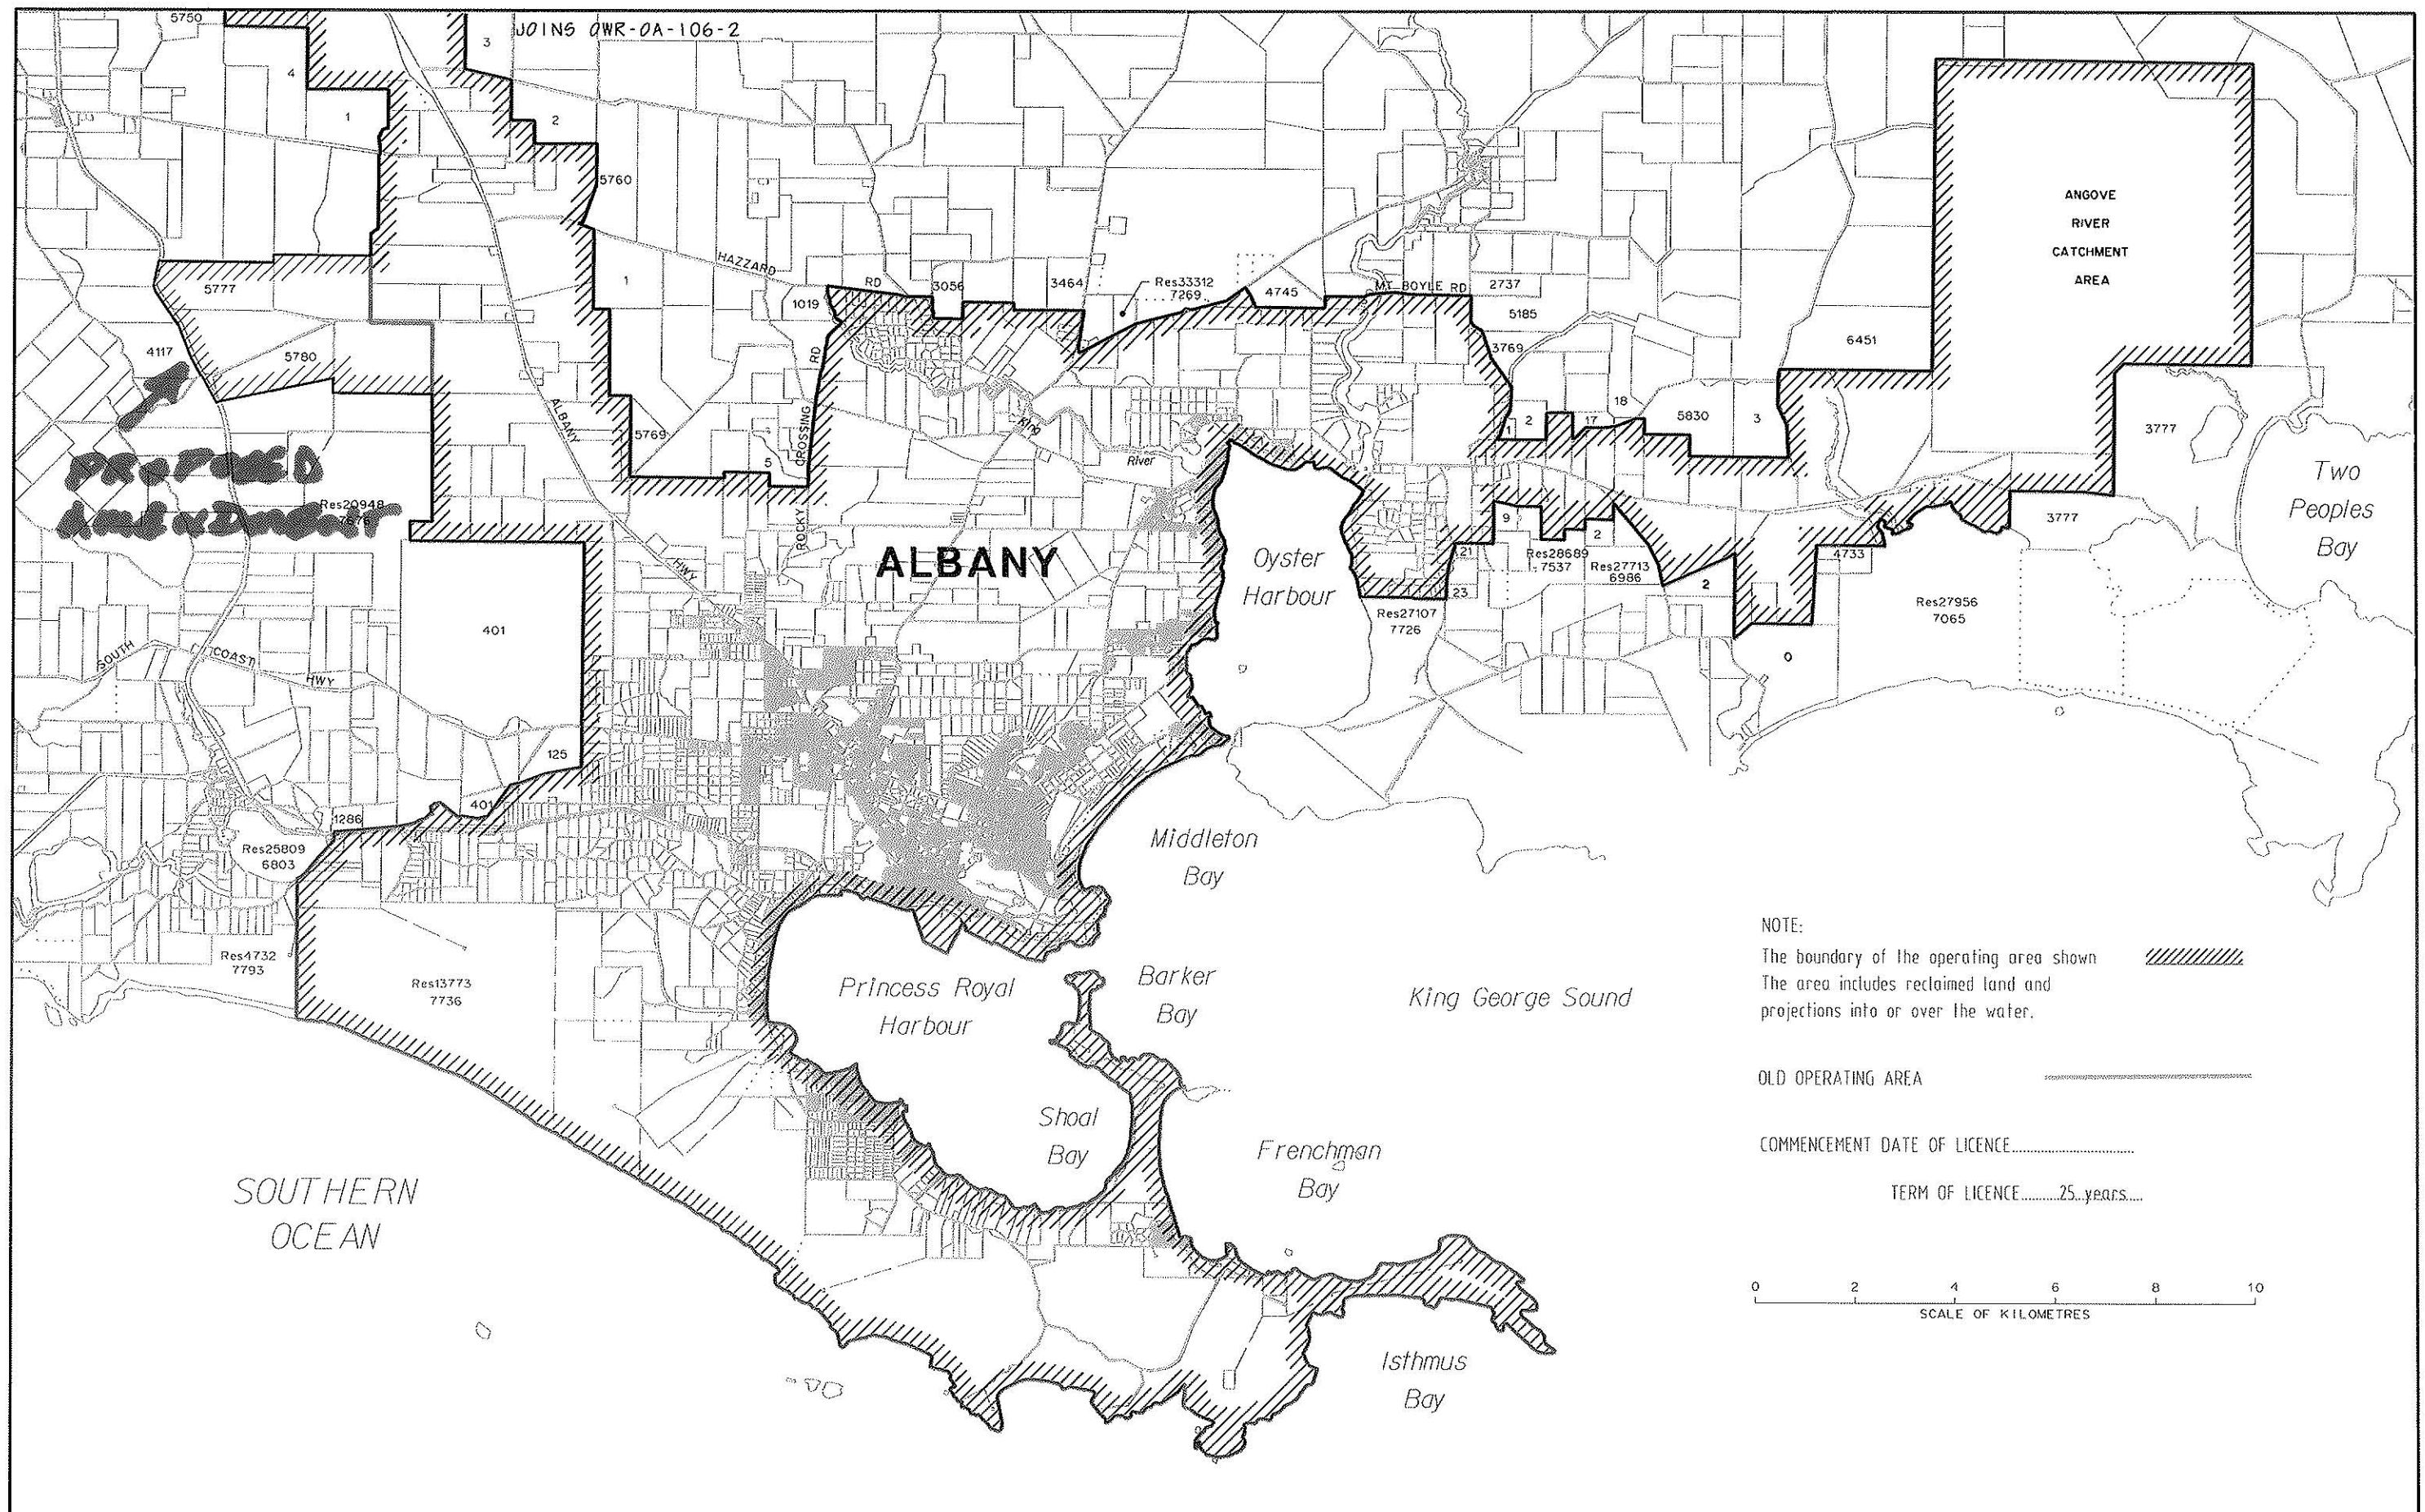 JOINS OWR-OA-106-2
5750
3
4
1
2
5760
ANGOVE
RIVER
CATCHMENT
AREA
HAZZARD
RD
5777
1
1019
3056
3464
Res33312
7269
4745
MT BOYLE RD
2737
5185
4117
5780
RD
3769
6451
ALBANY
CROSSING
King
River
5769
5
1
2
17
18
5830
3
3777
PROPOSED
AMENDMENT
Res20948
7676
HWY
ROCKY
ALBANY
Oyster
Harbour
9
21
23
Res28689
7537
2
Res27713
6986
2
4733
3777
Two
Peoples
Bay
Res27107
7726
Res27956
7065
0
401
SOUTH
COAST
HWY
125
401
1286
Res25809
6803
Middleton
Bay
Res4732
7793
Res13773
7736
Princess Royal
Harbour
Barker
Bay
King George Sound
Shoal
Bay
Frenchman
Bay
SOUTHERN
OCEAN
Isthmus
Bay
NOTE:
The boundary of the operating area shown
The area includes reclaimed land and
projections into or over the water.
OLD OPERATING AREA
COMMENCEMENT DATE OF LICENCE..............................
TERM OF LICENCE.........25 years....
0 2 4 6 8 10
SCALE OF KILOMETRES